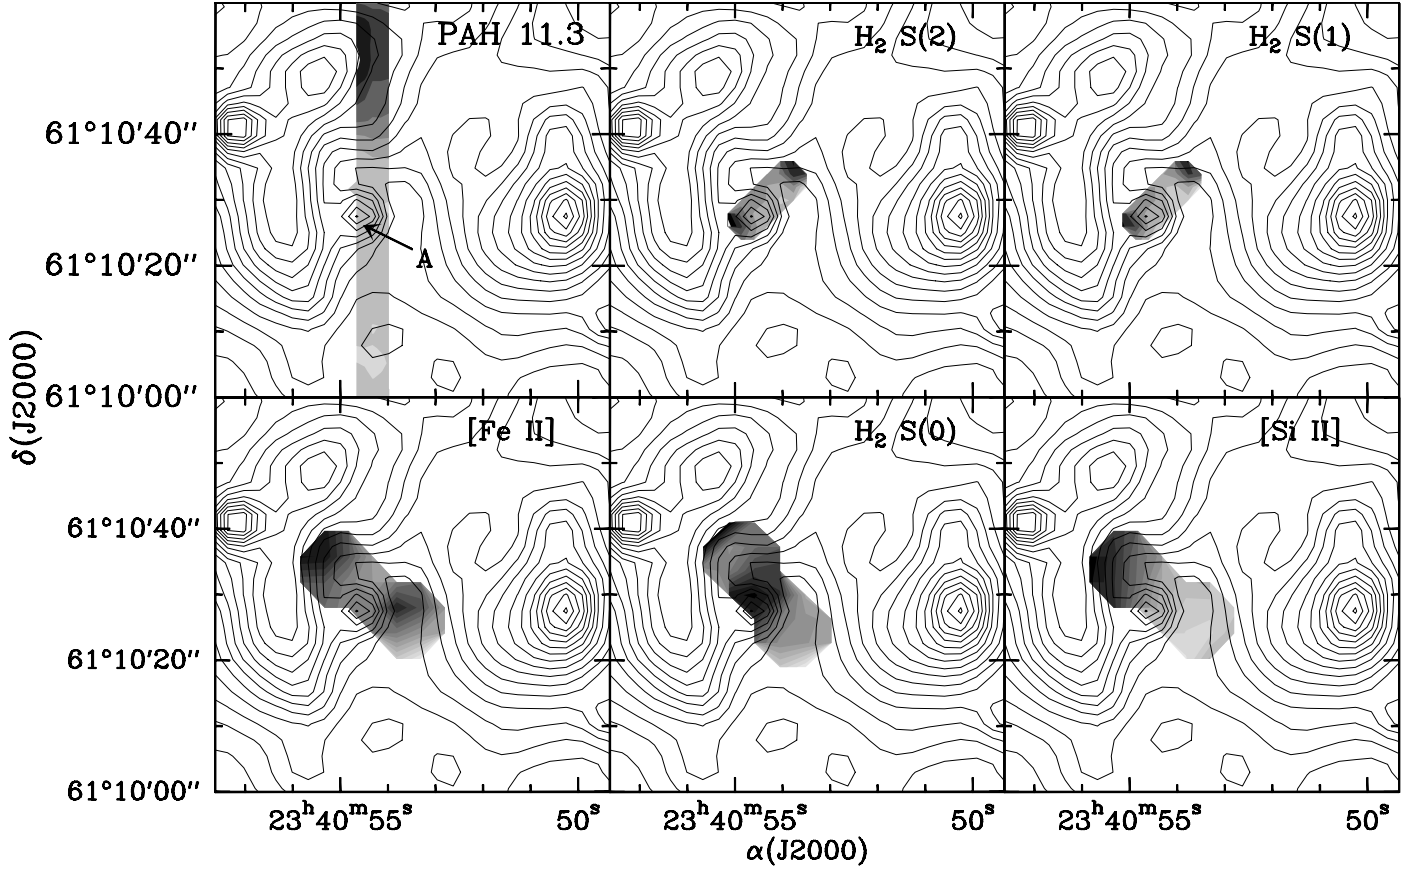 PAH 11.3
H₂ S(2)
H₂ S(1)
61°10′40″
61°10′20″
A
61°10′00″
[Fe II]
H₂ S(0)
[Si II]
61°10′40″
61°10′20″
61°10′00″
δ(J2000)
23ʰ40ᵐ55ˢ
50ˢ
23ʰ40ᵐ55ˢ
50ˢ
23ʰ40ᵐ55ˢ
50ˢ
α(J2000)